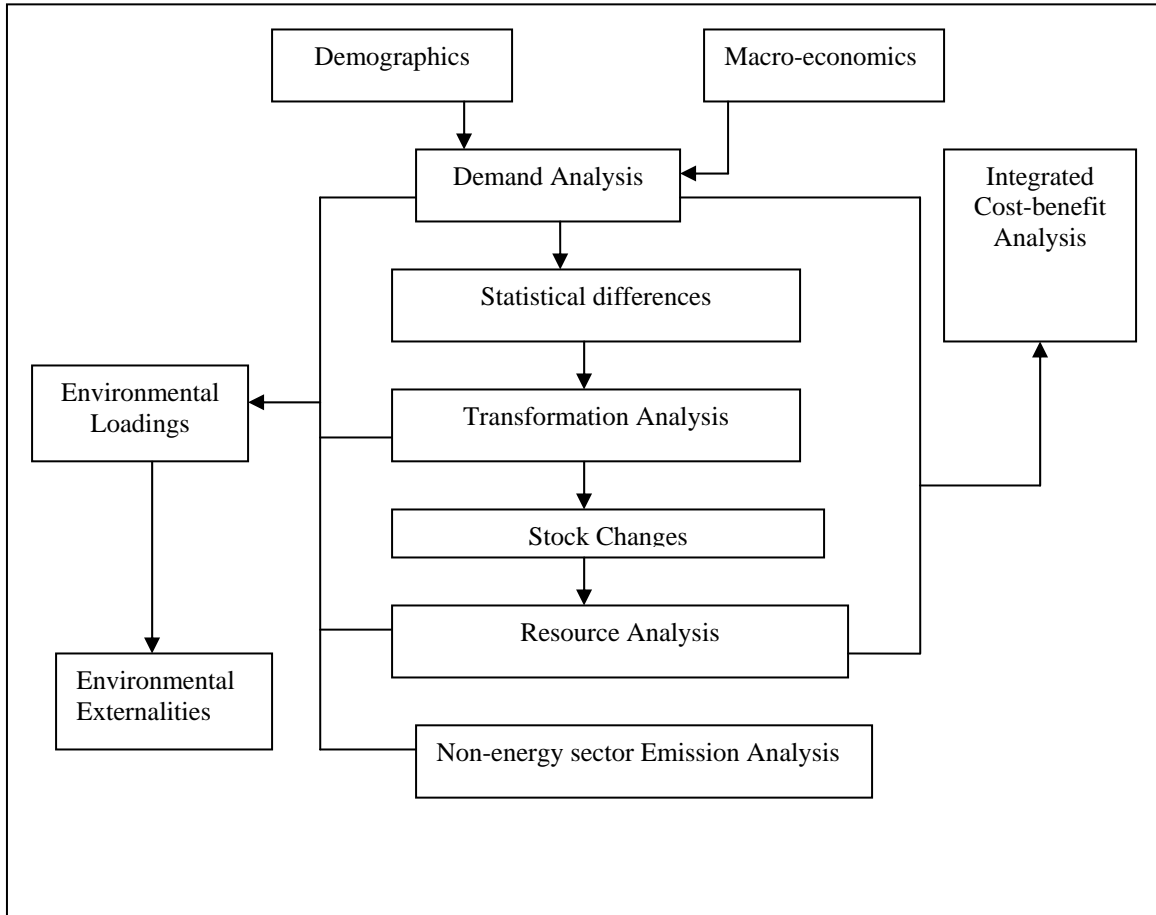 Demographics
Macro-economics
Demand Analysis
Integrated
Cost-benefit
Analysis
Statistical differences
Environmental
Loadings
Transformation Analysis
Stock Changes
Resource Analysis
Environmental
Externalities
Non-energy sector Emission Analysis